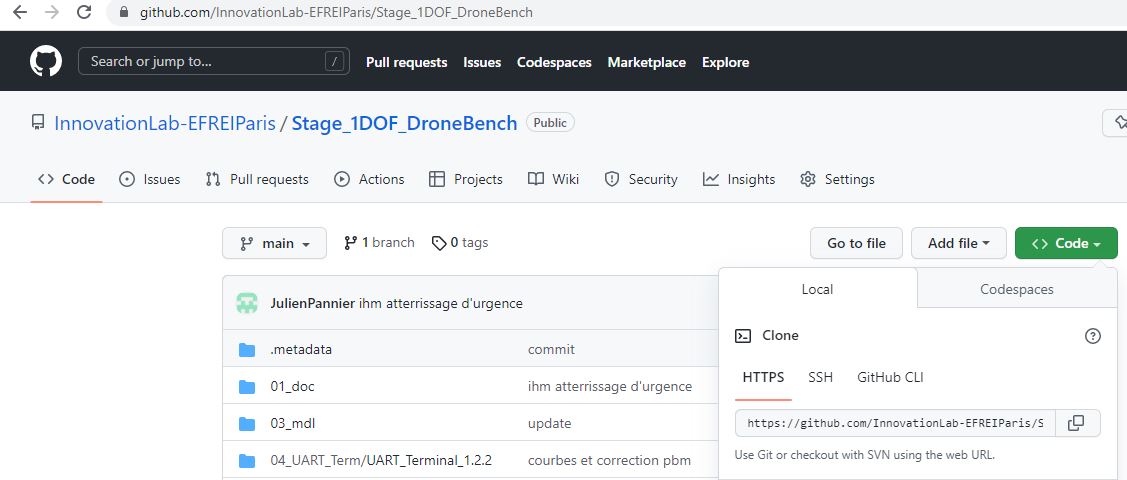 github.com/InnovationLab-EFREIParis/Stage_1DOF_DroneBench
Search or jump to... / Pull requests Issues Codespaces Marketplace Explore
InnovationLab-EFREIParis / Stage_1DOF_DroneBench Public
Code Issues Pull requests Actions Projects Wiki Security Insights Settings
main 1 branch 0 tags Go to file Add file Code
Local Codespaces
JulienPannier ihm atterrissage d'urgence
Clone
.metadata commit
HTTPS SSH GitHub CLI
01_doc ihm atterrissage d'urgence
03_mdl update
https://github.com/InnovationLab-EFREIParis/S
Use Git or checkout with SVN using the web URL.
04_UART_Term/UART_Terminal_1.2.2 courbes et correction pbm